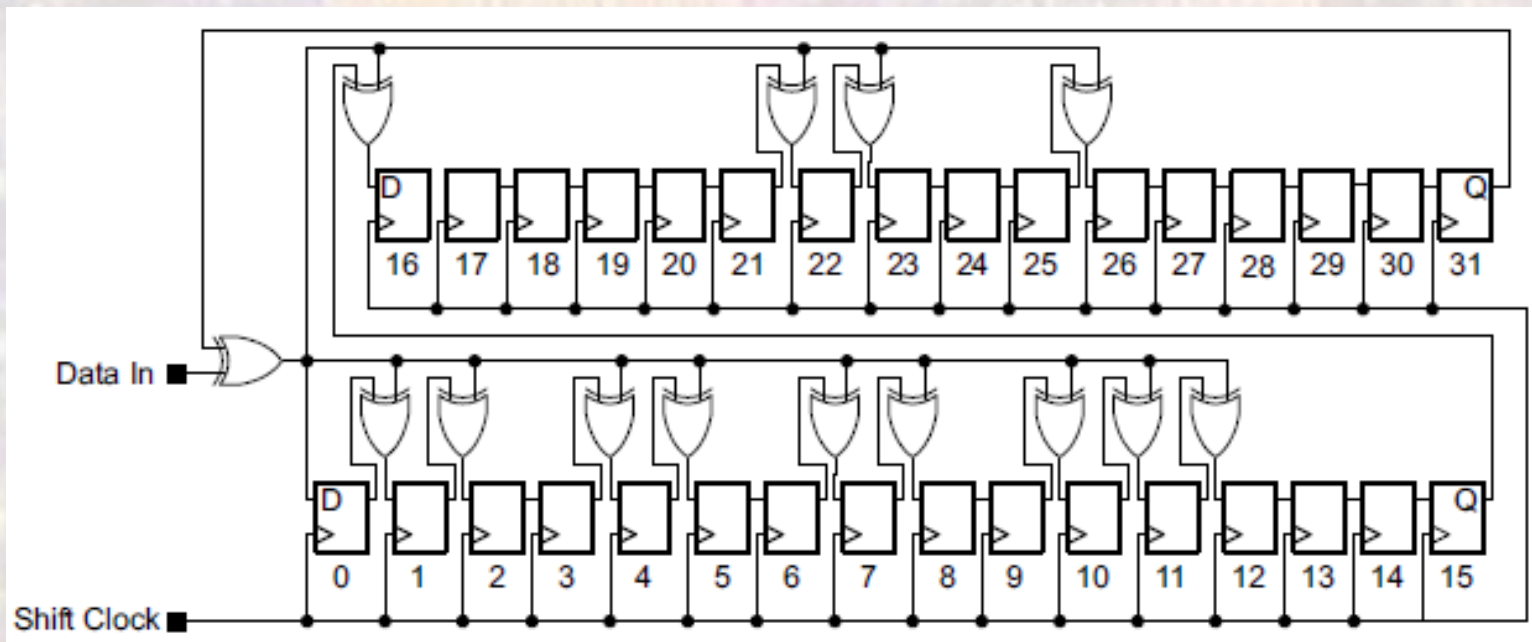 D Q
16 17 18 19 20 21 22 23 24 25 26 27 28 29 30 31
Data In
D Q
0 1 2 3 4 5 6 7 8 9 10 11 12 13 14 15
Shift Clock